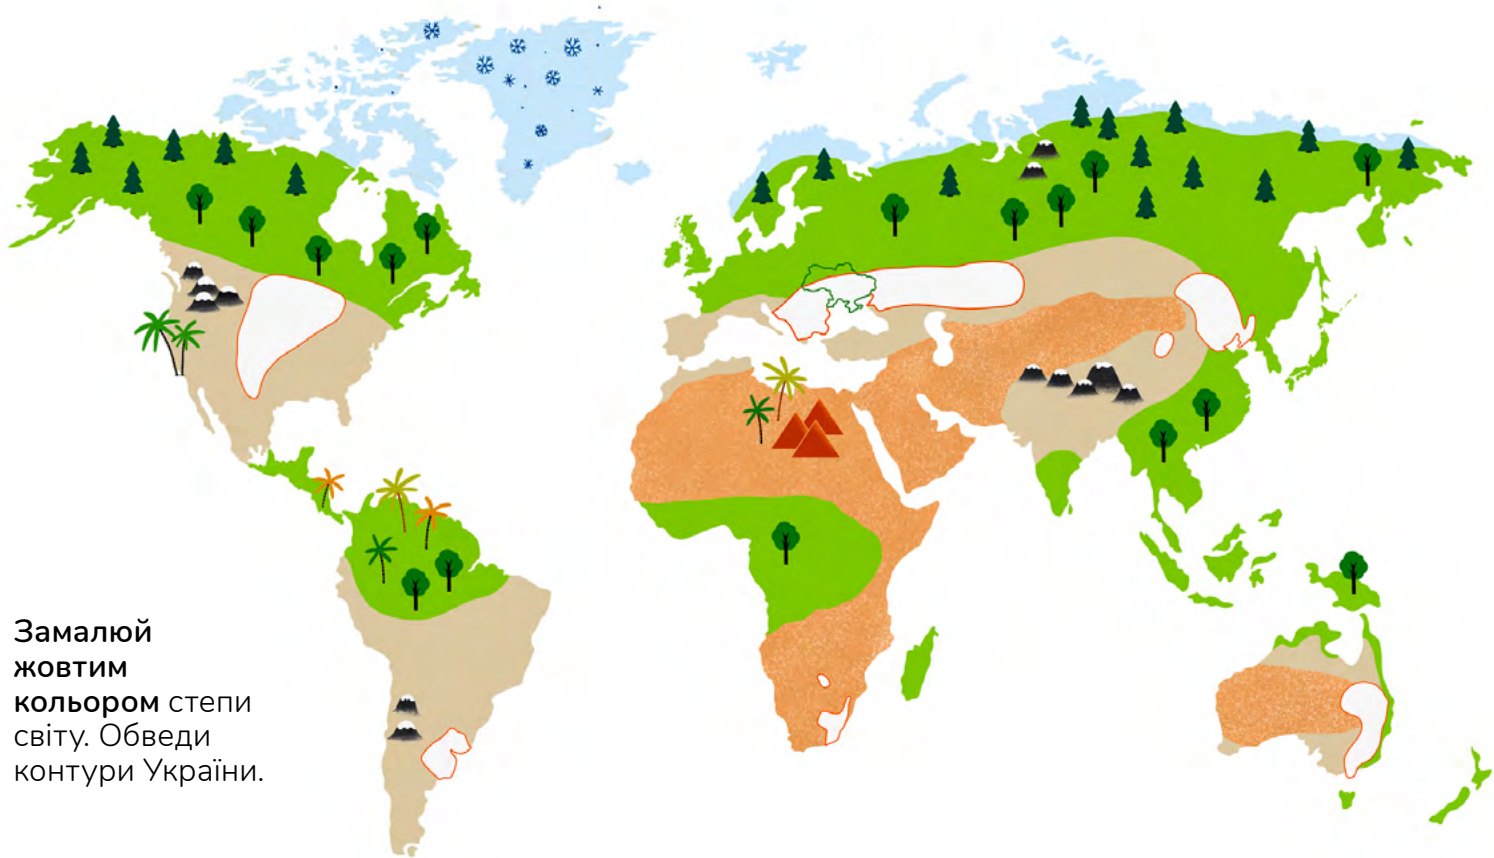 Замалюй
жовтим
кольором степи
світу. Обведи
контури України.